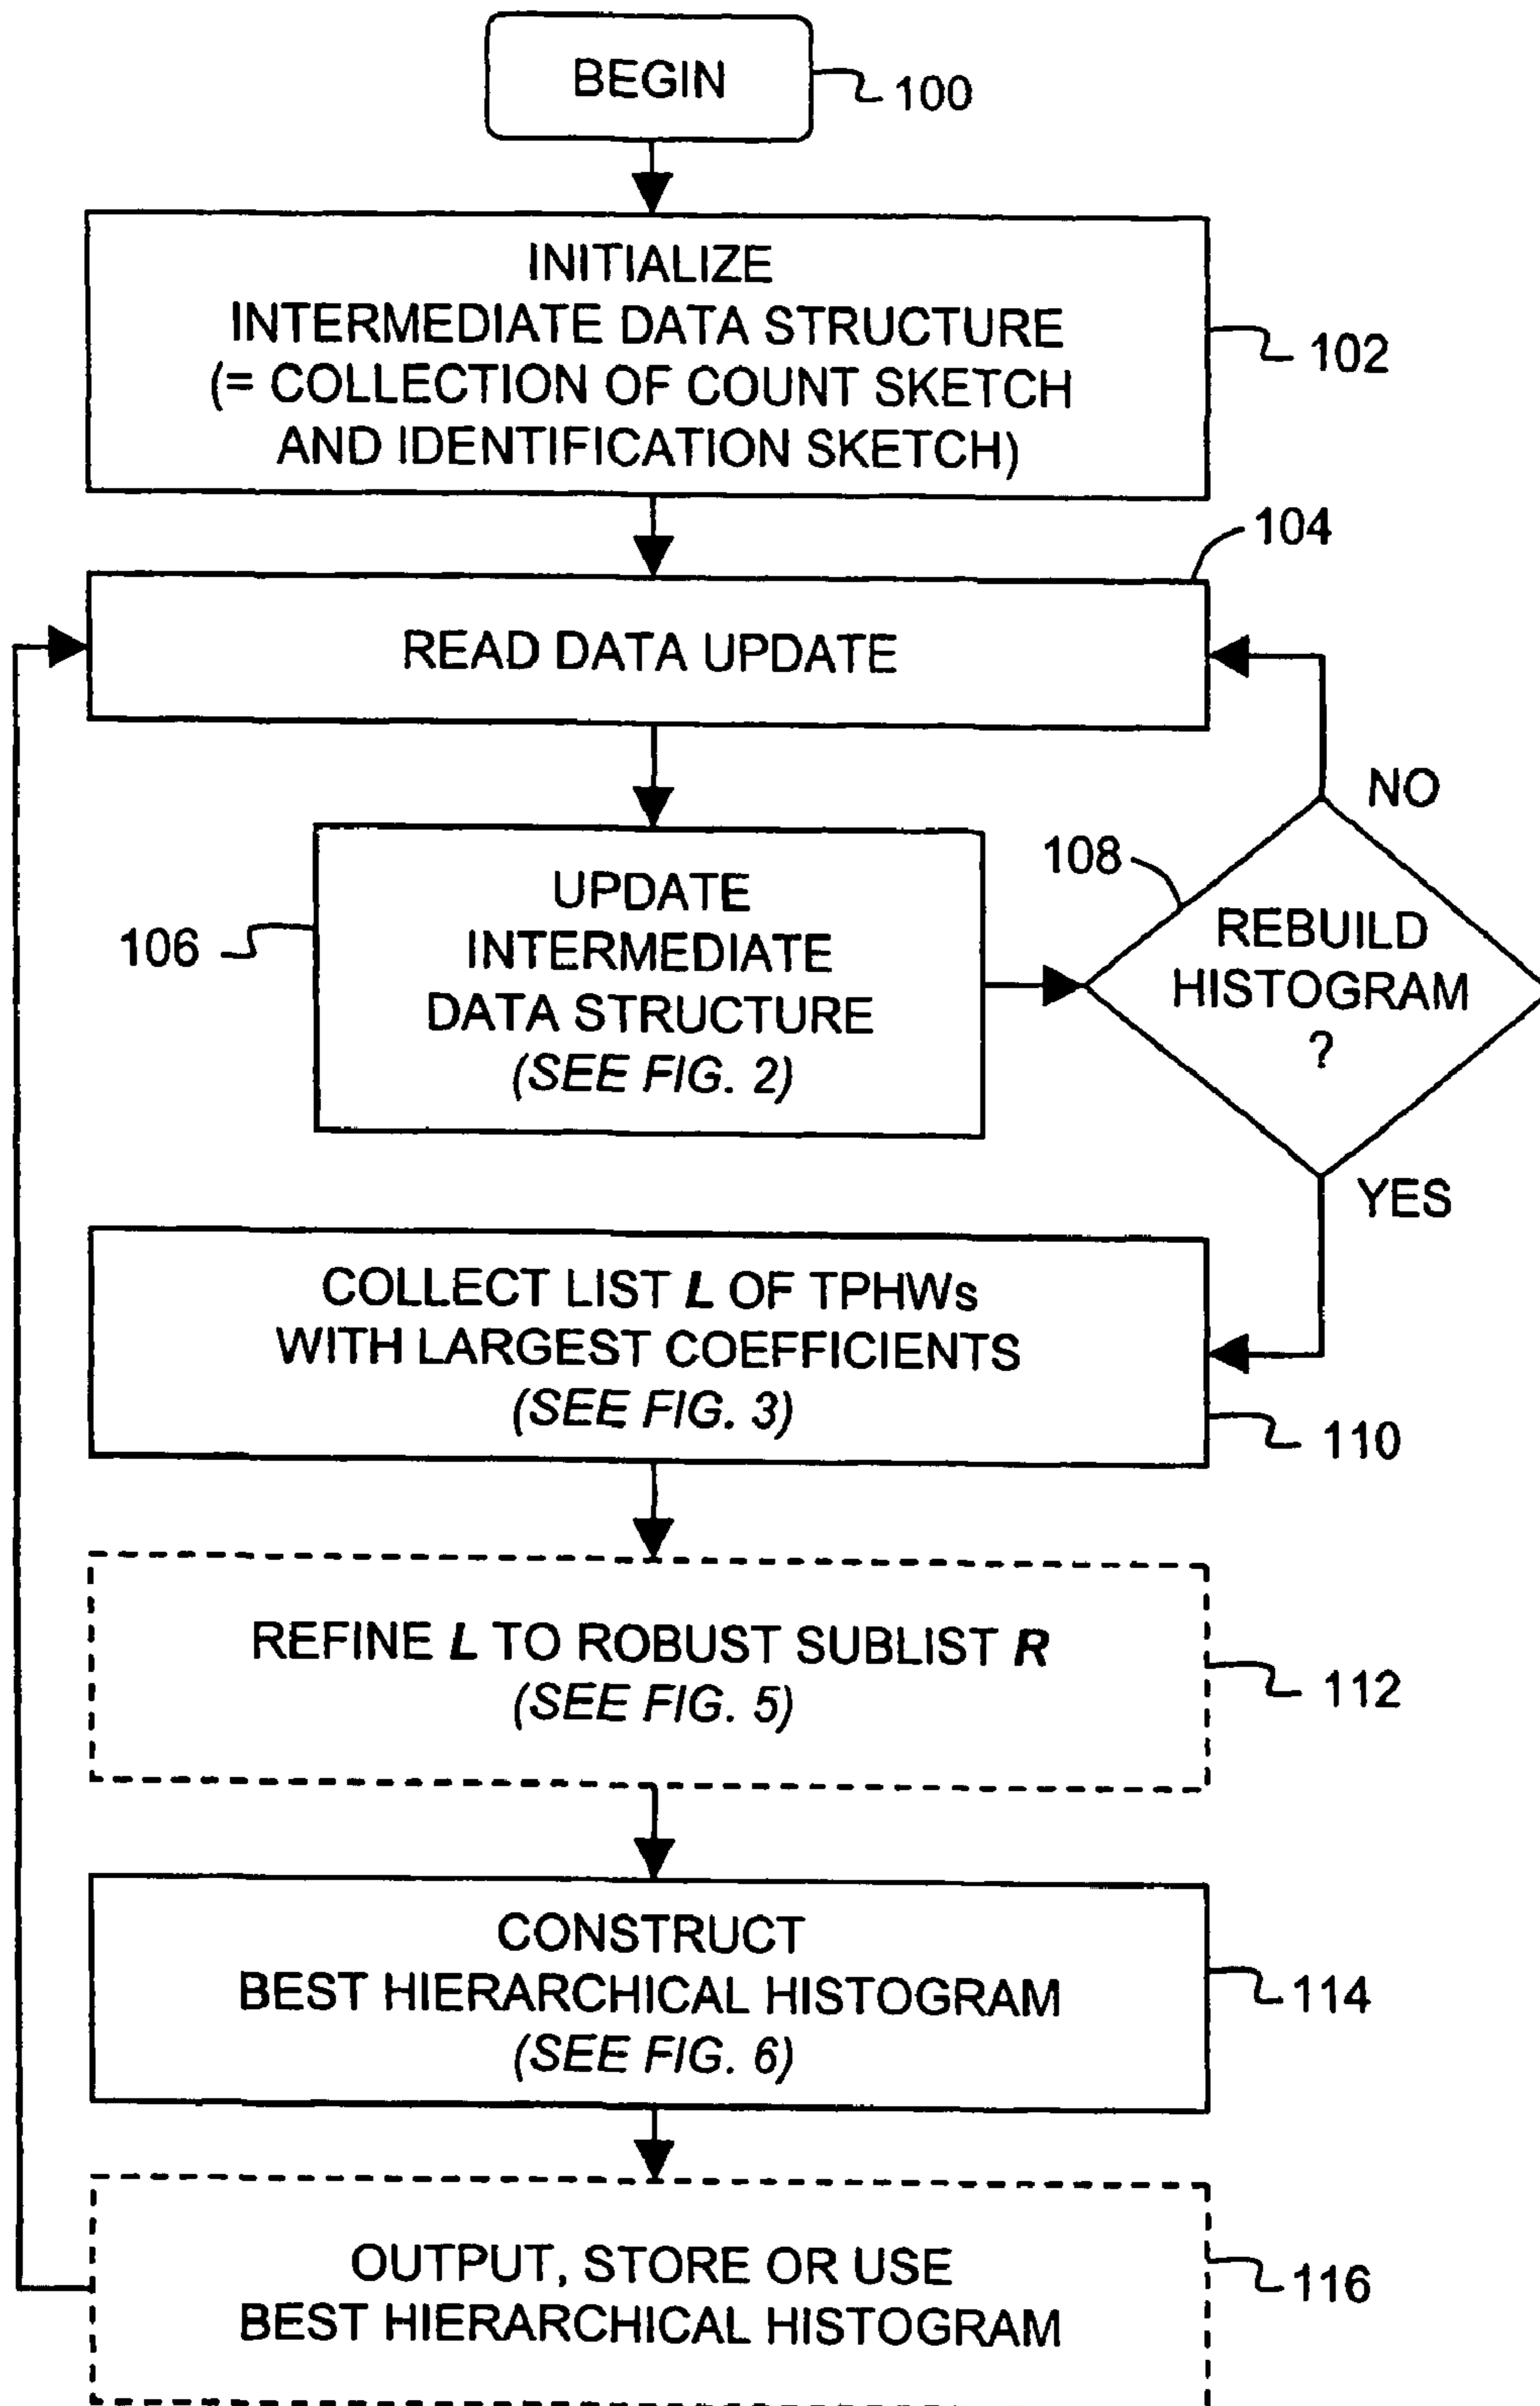 BEGIN
100
INITIALIZE
INTERMEDIATE DATA STRUCTURE
(= COLLECTION OF COUNT SKETCH
AND IDENTIFICATION SKETCH)
102
104
READ DATA UPDATE
NO
108
UPDATE
INTERMEDIATE
DATA STRUCTURE
(SEE FIG. 2)
106
REBUILD
HISTOGRAM
?
YES
COLLECT LIST L OF TPHWs
WITH LARGEST COEFFICIENTS
(SEE FIG. 3)
110
REFINE L TO ROBUST SUBLIST R
(SEE FIG. 5)
112
CONSTRUCT
BEST HIERARCHICAL HISTOGRAM
(SEE FIG. 6)
114
OUTPUT, STORE OR USE
BEST HIERARCHICAL HISTOGRAM
116